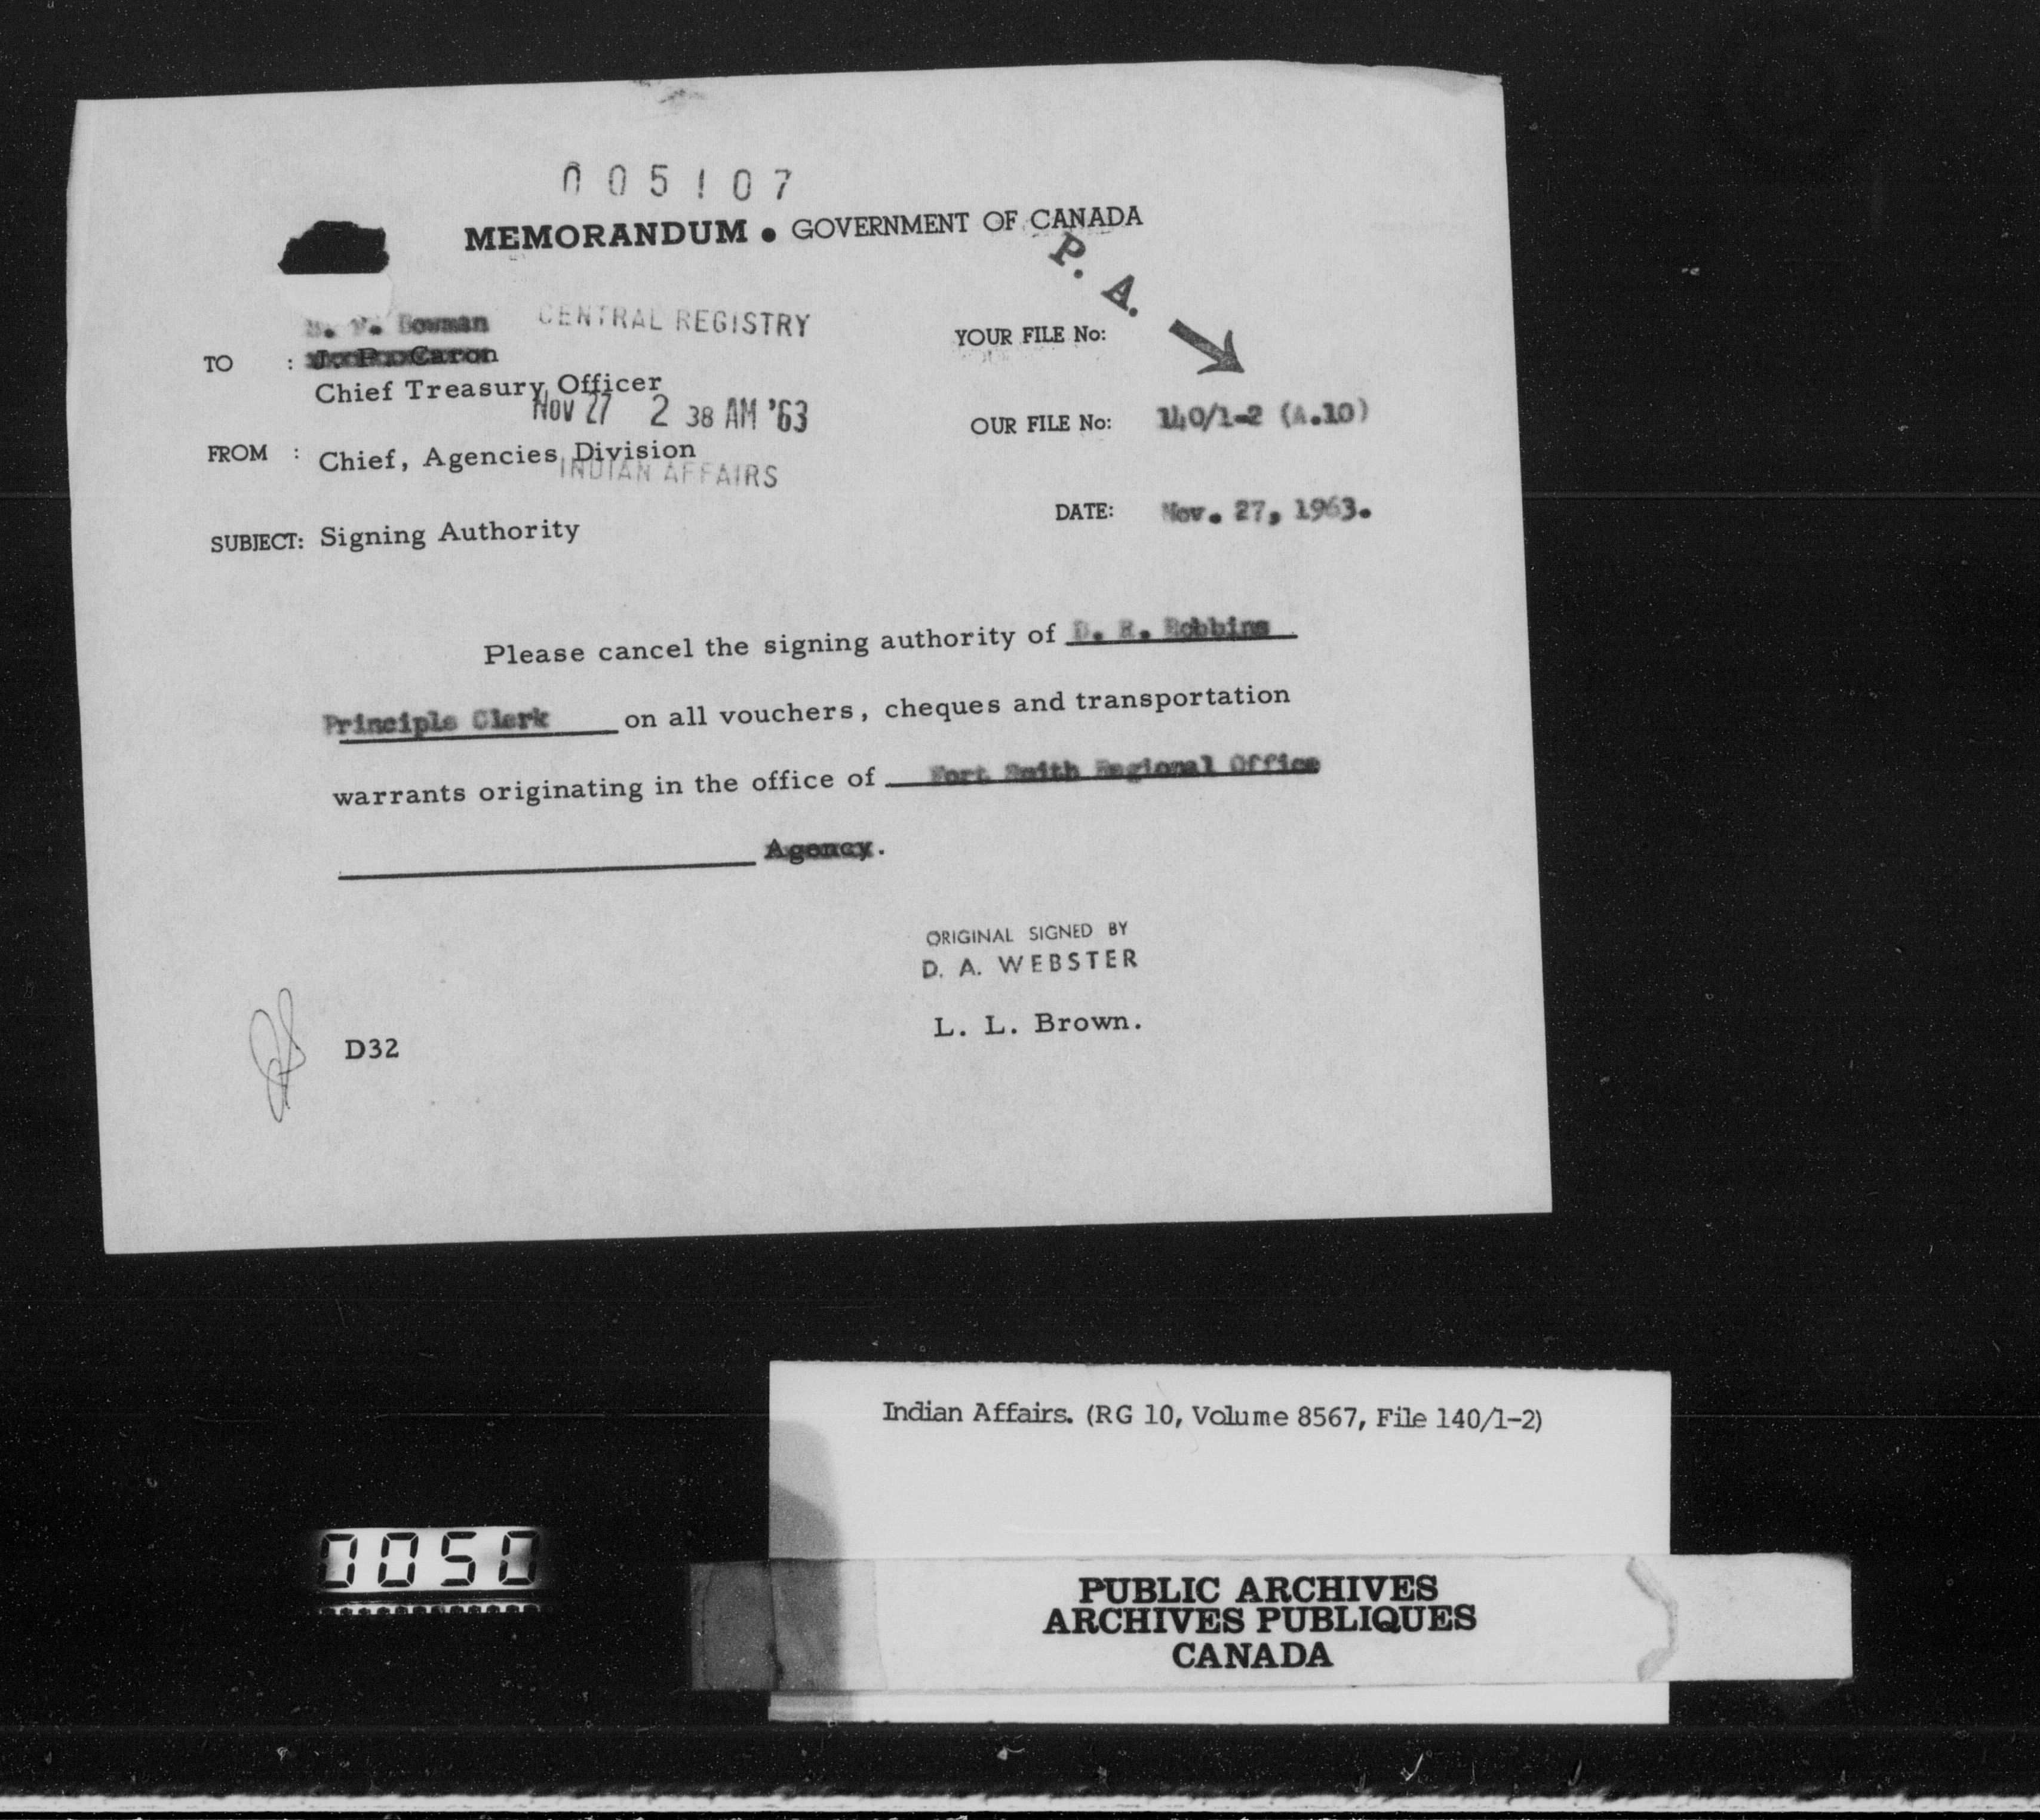 005107
MEMORANDUM • GOVERNMENT OF CANADA
P. A.
CENTRAL REGISTRY
Bowman
YOUR FILE No:
TO : J. P. Caron
Chief Treasury Officer
NOV 27 2 38 AM '63
OUR FILE No: 140/1-2 (A.10)
FROM : Chief, Agencies Division
INDIAN AFFAIRS
DATE: Nov. 27, 1963.
SUBJECT: Signing Authority
Please cancel the signing authority of D. R. Robbins
Principle Clerk on all vouchers, cheques and transportation
warrants originating in the office of Fort Smith Regional Office
Agency.
ORIGINAL SIGNED BY
D. A. WEBSTER
L. L. Brown.
D32
Indian Affairs. (RG 10, Volume 8567, File 140/1-2)
0050
PUBLIC ARCHIVES
ARCHIVES PUBLIQUES
CANADA